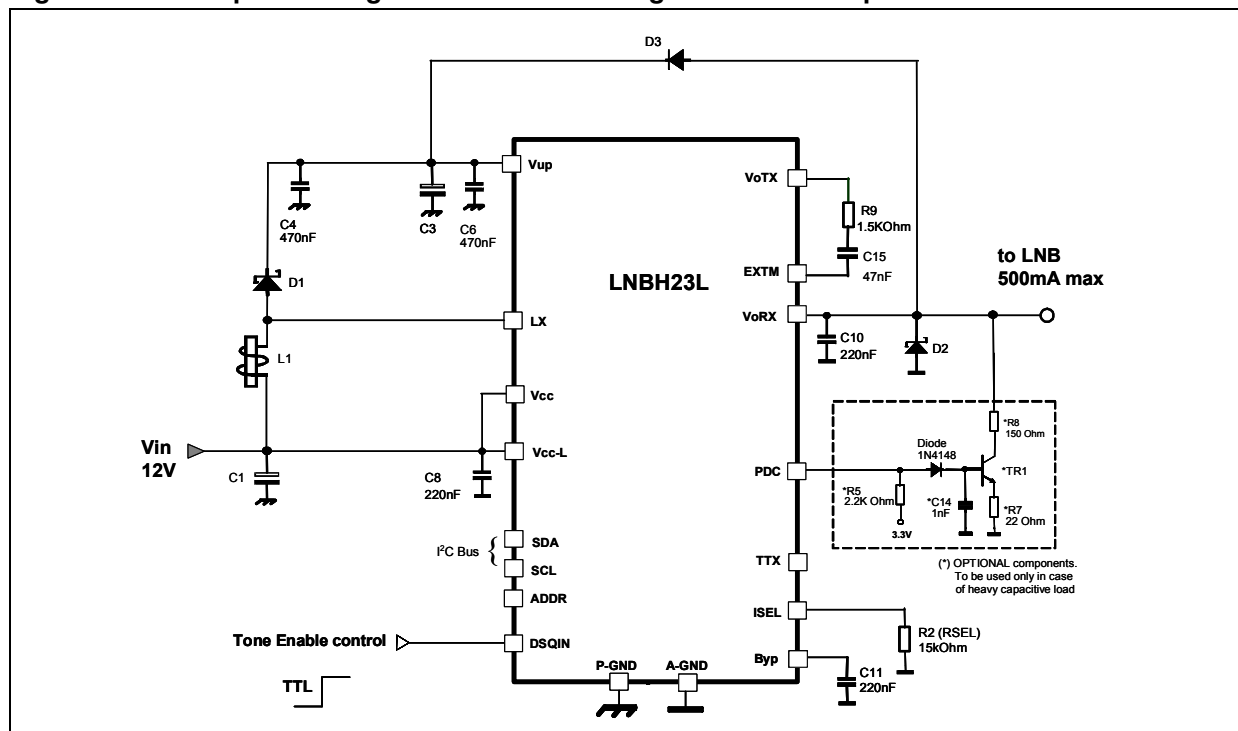 D3
Vup
VoTX
C4
470nF
C3
C6
470nF
R9
1.5KOhm
C15
47nF
EXTM
LNBH23L
to LNB
500mA max
D1
LX
VoRX
C10
220nF
D2
L1
Vcc
Vin
12V
Vcc-L
C1
C8
220nF
PDC
*R5
2.2K Ohm
3.3V
Diode
1N4148
*C14
1nF
*R8
150 Ohm
*TR1
*R7
22 Ohm
(*) OPTIONAL components.
To be used only in case
of heavy capacitive load
I²C Bus
{
SDA
SCL
ADDR
TTX
ISEL
R2 (RSEL)
15kOhm
Tone Enable control
DSQIN
Byp
C11
220nF
P-GND
A-GND
TTL